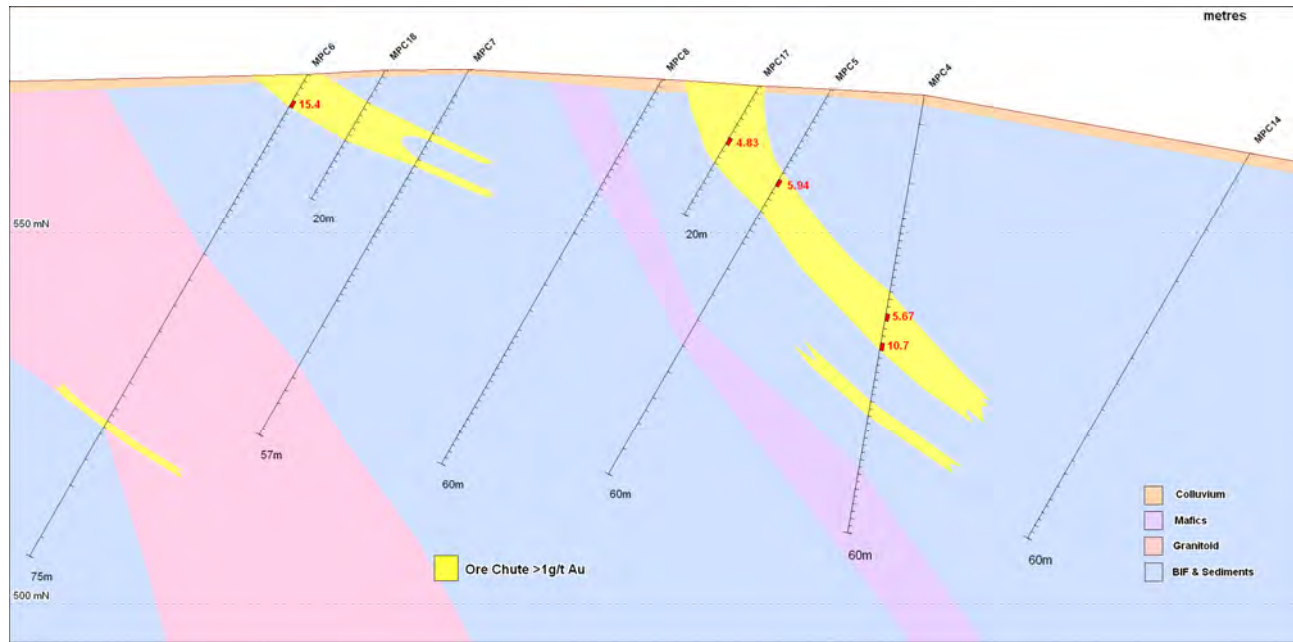 metres
MPC6
MPC18
MPC7
MPC8
MPC17
MPC5
MPC4
MPC14
15.4
4.83
5.94
20m
550 mN
20m
5.67
10.7
57m
60m
60m
60m
60m
75m
Ore Chute >1g/t Au
500 mN
Colluvium
Mafics
Granitoid
BIF & Sediments